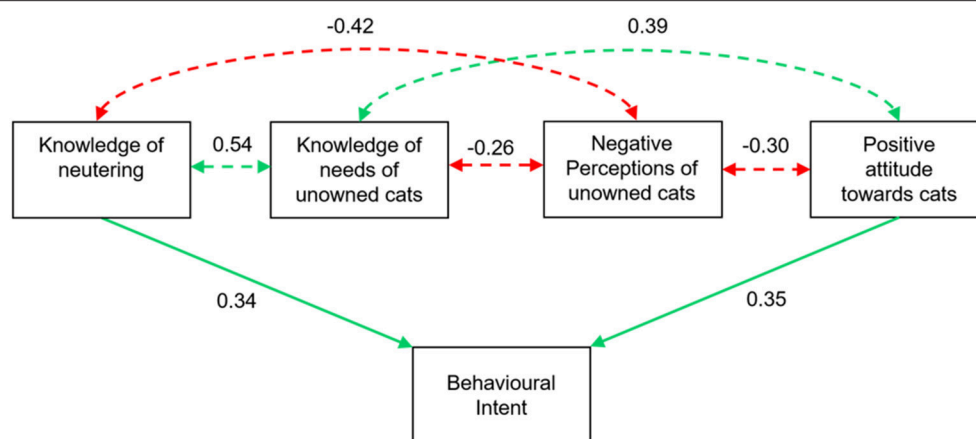 -0.42
0.39
Knowledge of
neutering
0.54
Knowledge of
needs of
unowned cats
-0.26
Negative
Perceptions of
unowned cats
-0.30
Positive
attitude
towards cats
0.34
0.35
Behavioural
Intent